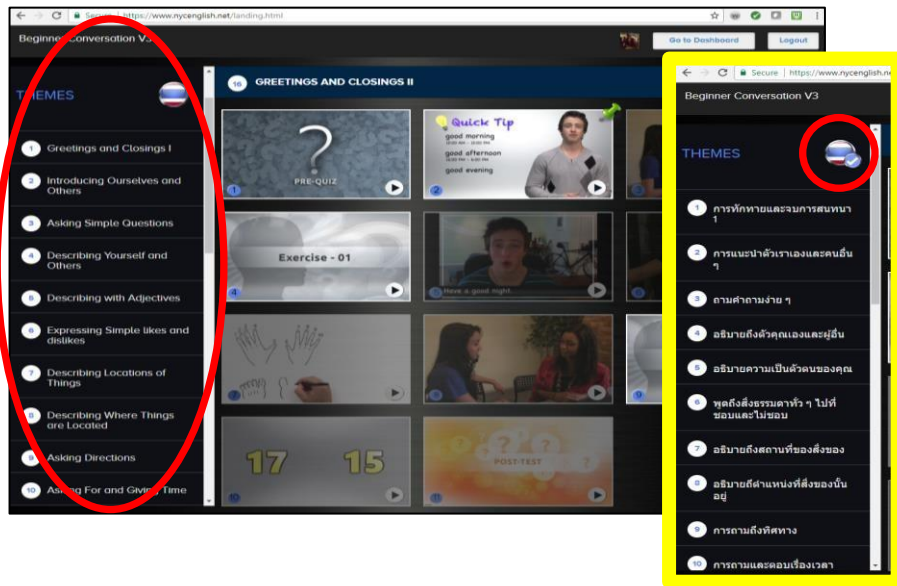 Secure
https://www.nycenglish.net/landing.html
Beginner Conversation V3
Go to Dashboard
Logout
THEMES
16 GREETINGS AND CLOSINGS II
1 Greetings and Closings I
2 Introducing Ourselves and
Others
3 Asking Simple Questions
4 Describing Yourself and
Others
5 Describing with Adjectives
6 Expressing Simple likes and
dislikes
7 Describing Locations of
Things
8 Describing Where Things
are Located
9 Asking Directions
10 Asking For and Giving Time
?
PRE-QUIZ
1
Quick Tip
good morning
good afternoon
good evening
2
3
Exercise - 01
4
Have a good night.
5
6
7
8
9
17 15
10
POST-TEST
11
Secure
https://www.nycenglish.ne
Beginner Conversation V3
THEMES
1 การทักทายและจบการสนทนา
1
2 การแนะนำตัวเราเองและคนอื่น
ๆ
3 ถามคำถามง่าย ๆ
4 อธิบายถึงตัวคุณเองและผู้อื่น
5 อธิบายความเป็นตัวตนของคุณ
6 พูดถึงสิ่งธรรมดาทั่ว ๆ ไปที่
ชอบและไม่ชอบ
7 อธิบายถึงสถานที่ของสิ่งของ
8 อธิบายถึตำแหน่งที่สิ่งของนั้น
อยู่
9 การถามถึงทิศทาง
10 การถามและตอบเรื่องเวลา